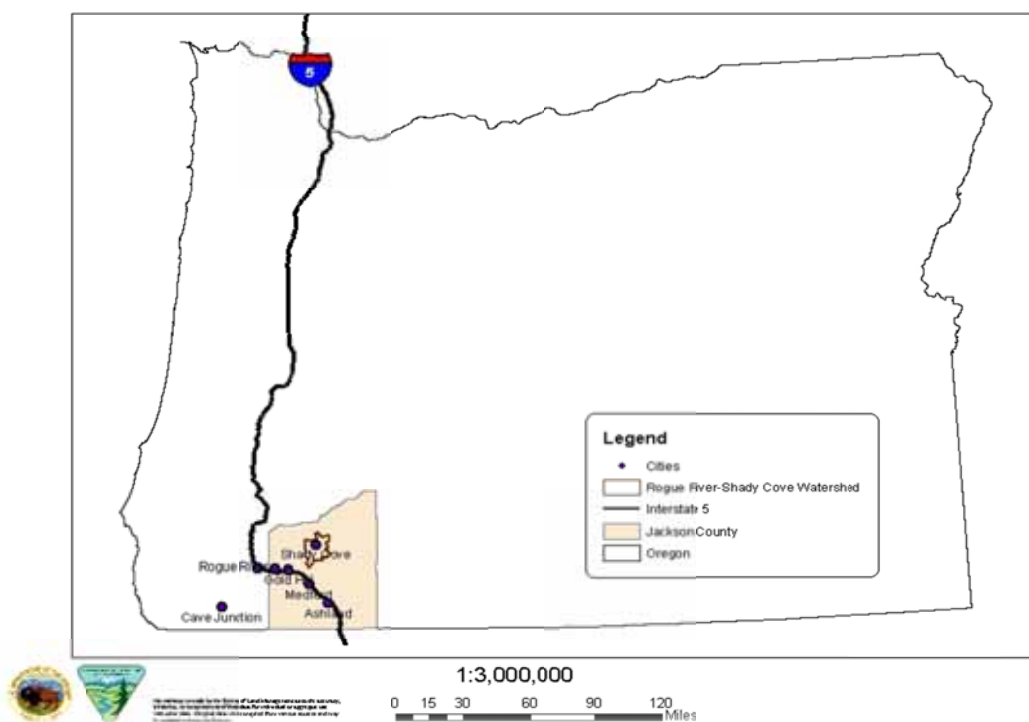 5
Legend
Cities
Rogue River-Shady Cove Watershed
Interstate 5
Jackson County
Oregon
Shady Cove
Rogue River
Gold Hill
Medford
Cave Junction
Ashland
1:3,000,000
0 15 30 60 90 120
Miles